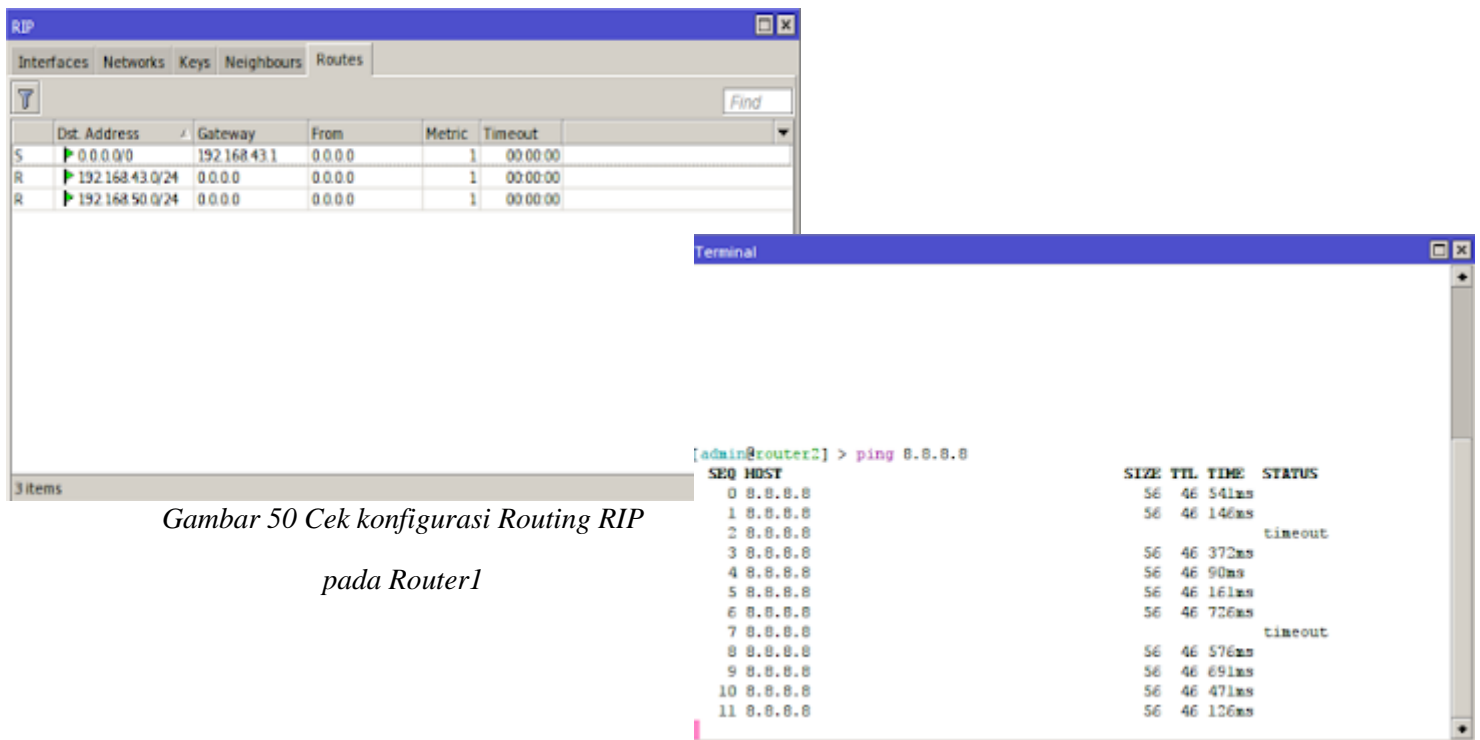 RIP
Interfaces Networks Keys Neighbours Routes
Find
Dst. Address Gateway From Metric Timeout
S 0.0.0.0/0 192.168.43.1 0.0.0.0 1 00:00:00
R 192.168.43.0/24 0.0.0.0 0.0.0.0 1 00:00:00
R 192.168.50.0/24 0.0.0.0 0.0.0.0 1 00:00:00
3 items
Gambar 50 Cek konfigurasi Routing RIP
pada Router1
Terminal
[admin@router2] > ping 8.8.8.8
SEQ HOST SIZE TTL TIME STATUS
0 8.8.8.8 56 46 541ms
1 8.8.8.8 56 46 146ms
2 8.8.8.8 timeout
3 8.8.8.8 56 46 372ms
4 8.8.8.8 56 46 90ms
5 8.8.8.8 56 46 161ms
6 8.8.8.8 56 46 726ms
7 8.8.8.8 timeout
8 8.8.8.8 56 46 576ms
9 8.8.8.8 56 46 691ms
10 8.8.8.8 56 46 471ms
11 8.8.8.8 56 46 126ms